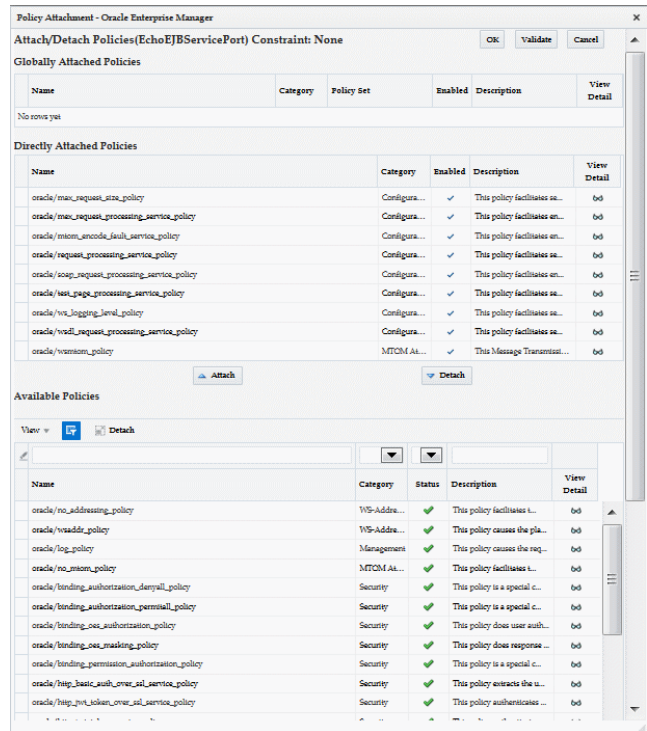 Policy Attachment - Oracle Enterprise Manager
Attach/Detach Policies(EchoEJBServicePort) Constraint: None OK Validate Cancel
Globally Attached Policies
Name Category Policy Set Enabled Description View Detail
No rows yet
Directly Attached Policies
Name Category Enabled Description View Detail
oracle/max_request_size_policy Configura... This policy facilitates se...
oracle/mex_request_processing_service_policy Configura... This policy facilitates en...
oracle/mtom_encode_fault_service_policy Configura... This policy facilitates en...
oracle/request_processing_service_policy Configura... This policy facilitates se...
oracle/soap_request_processing_service_policy Configura... This policy facilitates en...
oracle/test_page_processing_service_policy Configura... This policy facilitates se...
oracle/ws_logging_level_policy Configura... This policy facilitates se...
oracle/wsdl_request_processing_service_policy Configura... This policy facilitates se...
oracle/wsmtom_policy MTOM At... This Message Transmissi...
Attach Detach
Available Policies
View Detach
Name Category Status Description View Detail
oracle/no_addressing_policy WS-Addre... This policy facilitates t...
oracle/wsaddr_policy WS-Addre... This policy causes the pla...
oracle/log_policy Management This policy causes the req...
oracle/no_mtom_policy MTOM At... This policy facilitates t...
oracle/binding_authorization_denyall_policy Security This policy is a special c...
oracle/binding_authorization_permitall_policy Security This policy is a special c...
oracle/binding_oes_authorization_policy Security This policy does user auth...
oracle/binding_oes_masking_policy Security This policy does response ...
oracle/binding_permission_authorization_policy Security This policy is a special c...
oracle/http_basic_auth_over_ssl_service_policy Security This policy extracts the u...
oracle/http_jwt_token_over_ssl_service_policy Security This policy authenticates ...